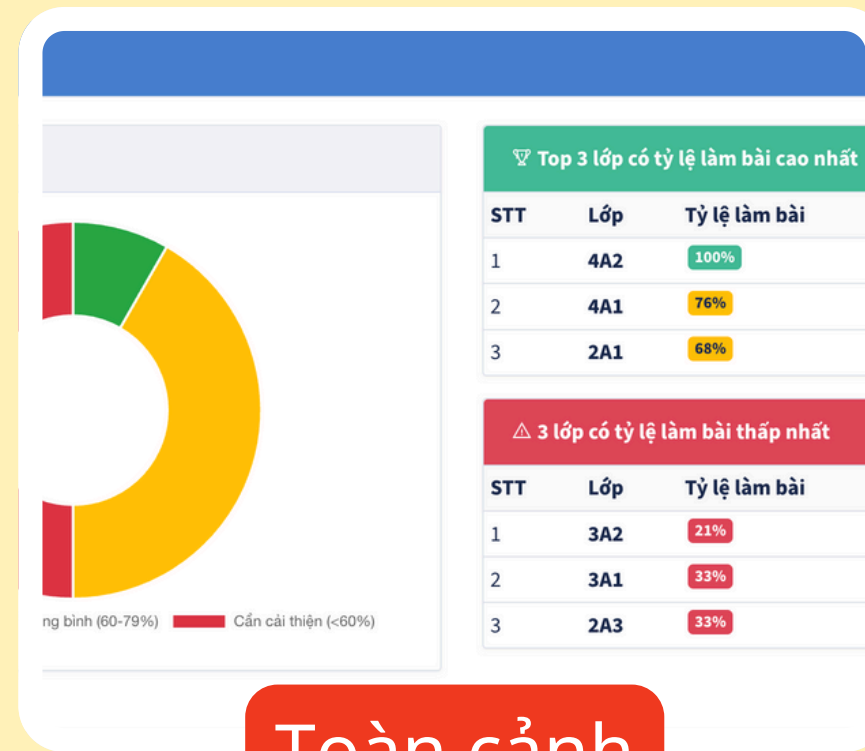 Top 3 lớp có tỷ lệ làm bài cao nhất
STT Lớp Tỷ lệ làm bài
1 4A2 100%
2 4A1 76%
3 2A1 68%
3 lớp có tỷ lệ làm bài thấp nhất
STT Lớp Tỷ lệ làm bài
1 3A2 21%
2 3A1 33%
3 2A3 33%
ng bình (60-79%) Cần cải thiện (<60%)
Toàn cảnh